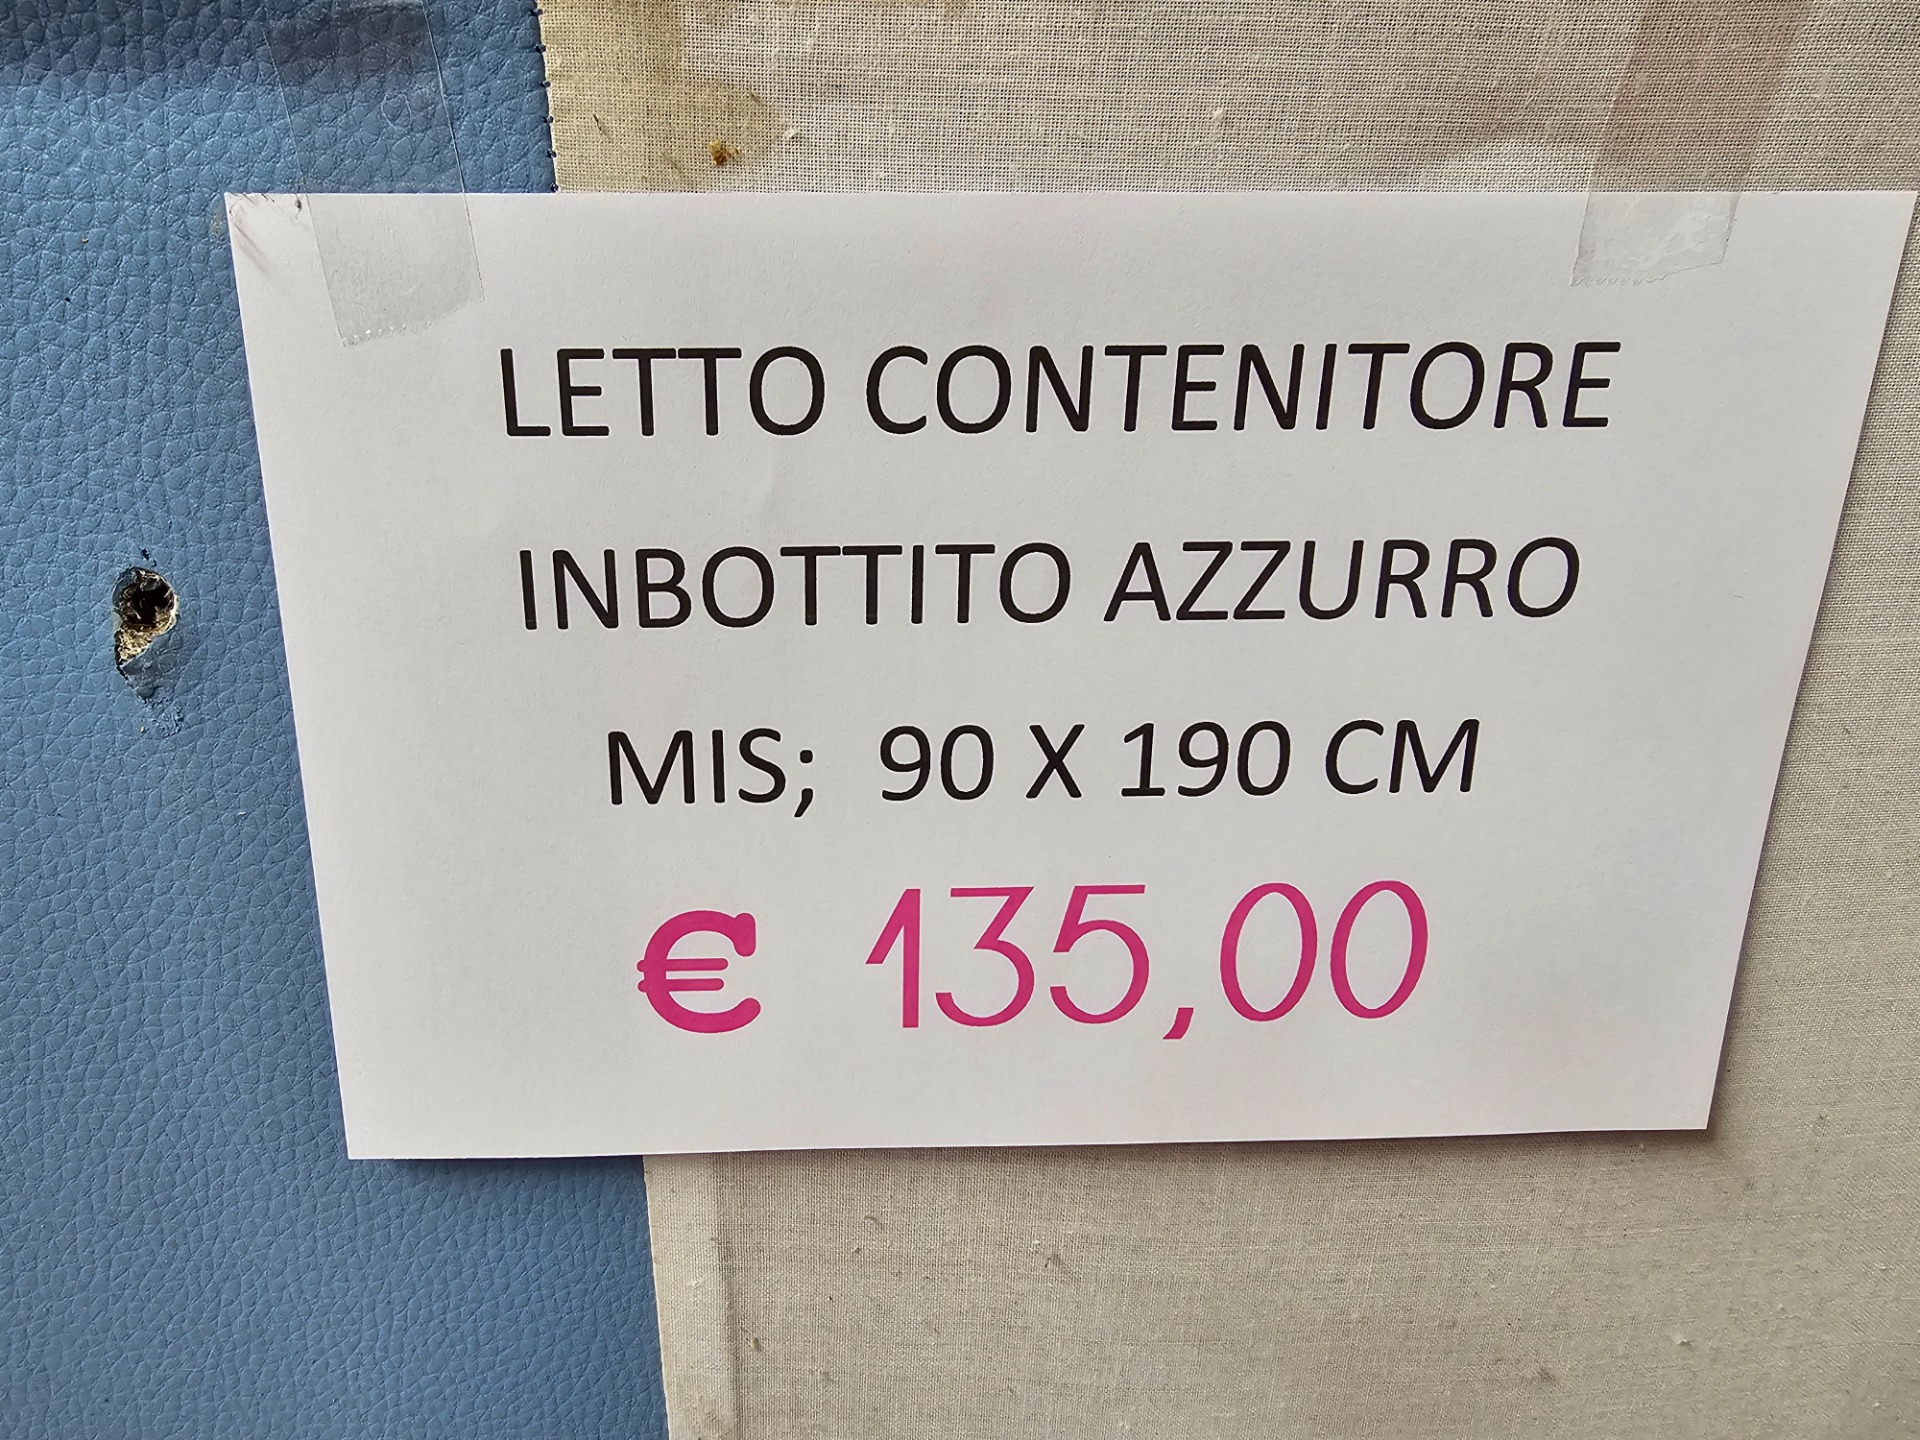 LETTO CONTENITORE
INBOTTITO AZZURRO
MIS; 90 X 190 CM
€ 135,00